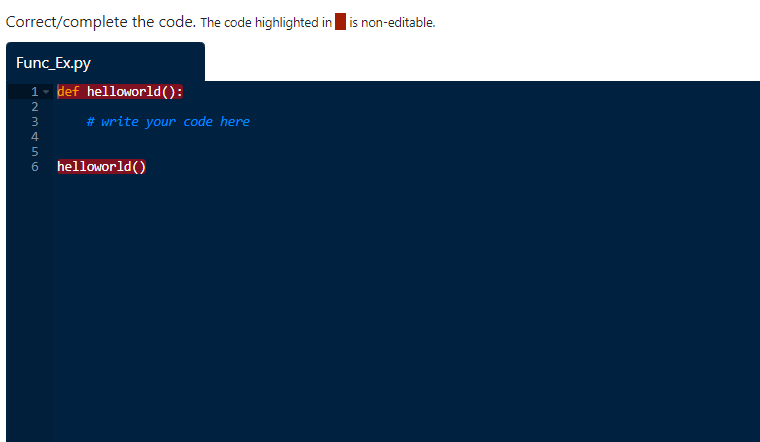 Correct/complete the code. The code highlighted in is non-editable.
Func_Ex.py
1 def helloworld():
2
3     # write your code here
4
5
6 helloworld()